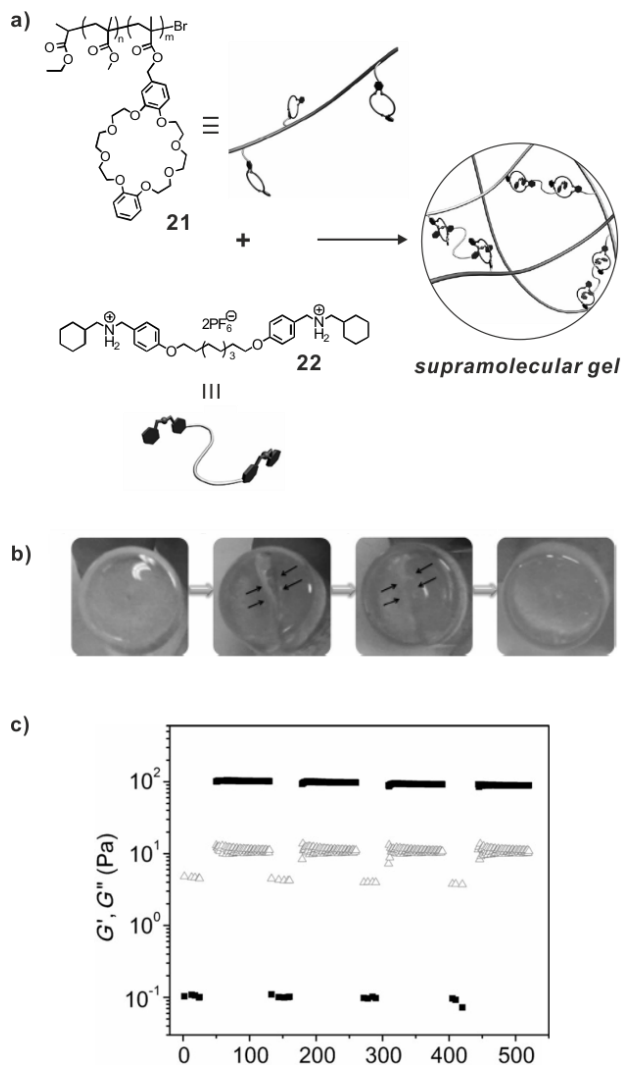 a)
n
m
Br
O
O
O
O
O
O
O
O
O
O
O
O
O
O
21
+
2PF6⊖
⊕
N
H2
O
3
O
⊕
N
H2
22
supramolecular gel
b)
c)
G', G" (Pa)
10²
10¹
10⁰
10⁻¹
0 100 200 300 400 500